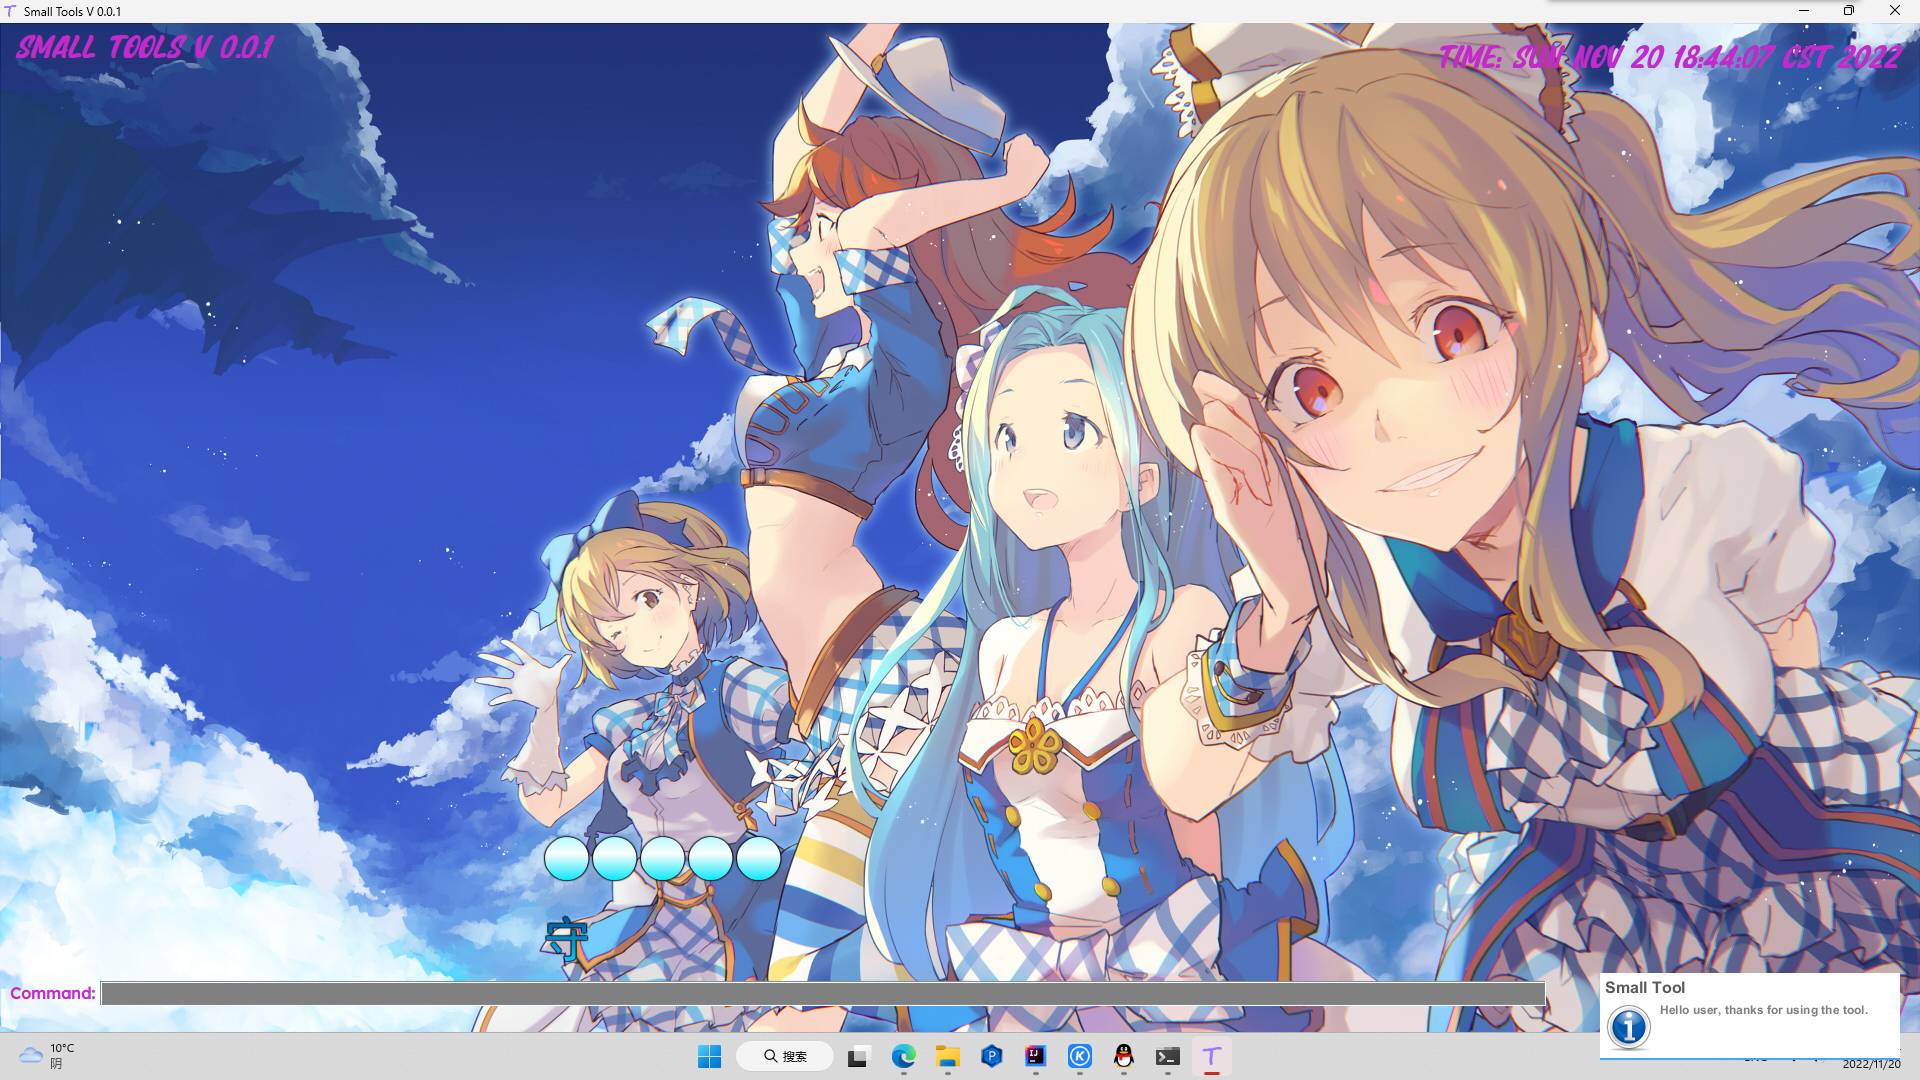 Small Tools V 0.0.1
SMALL TOOLS V 0.0.1
TIME: SUN NOV 20 18:44:07 CST 2022
守
Command:
Small Tool
Hello user, thanks for using the tool.
10°C
阴
搜索
2022/11/20